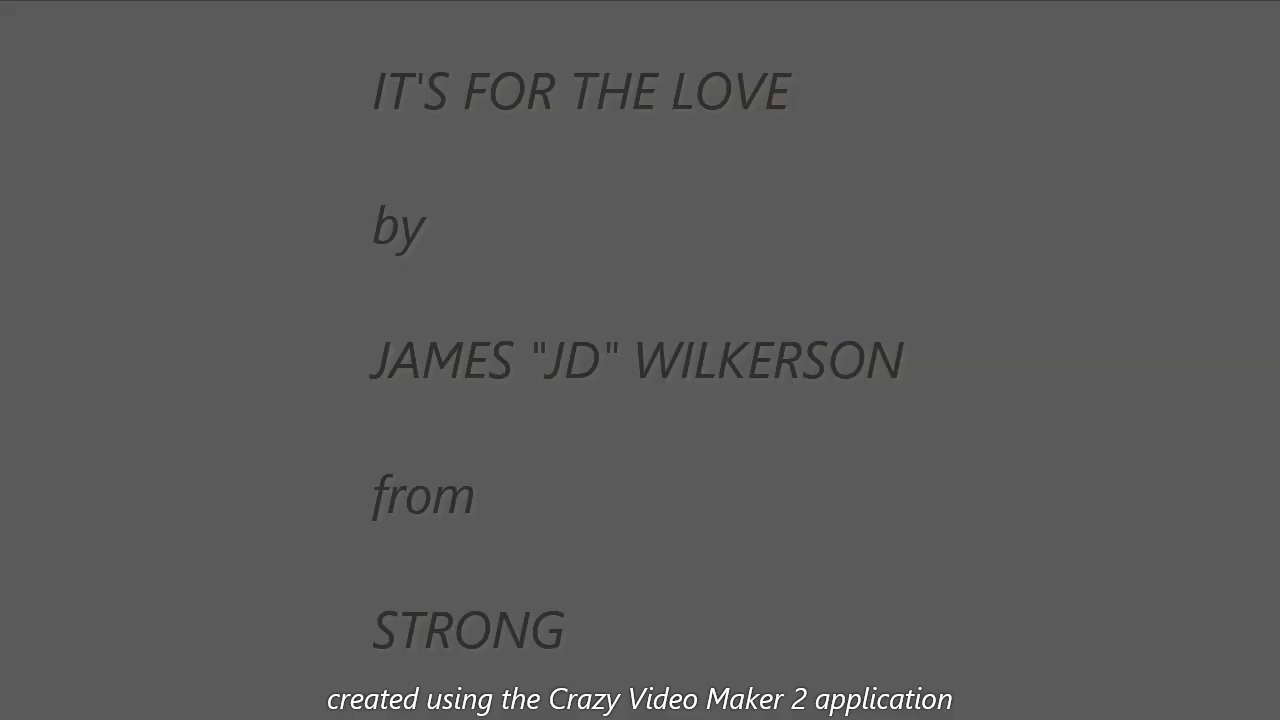 IT'S FOR THE LOVE
by
JAMES "JD" WILKERSON
from
STRONG
created using the Crazy Video Maker 2 application